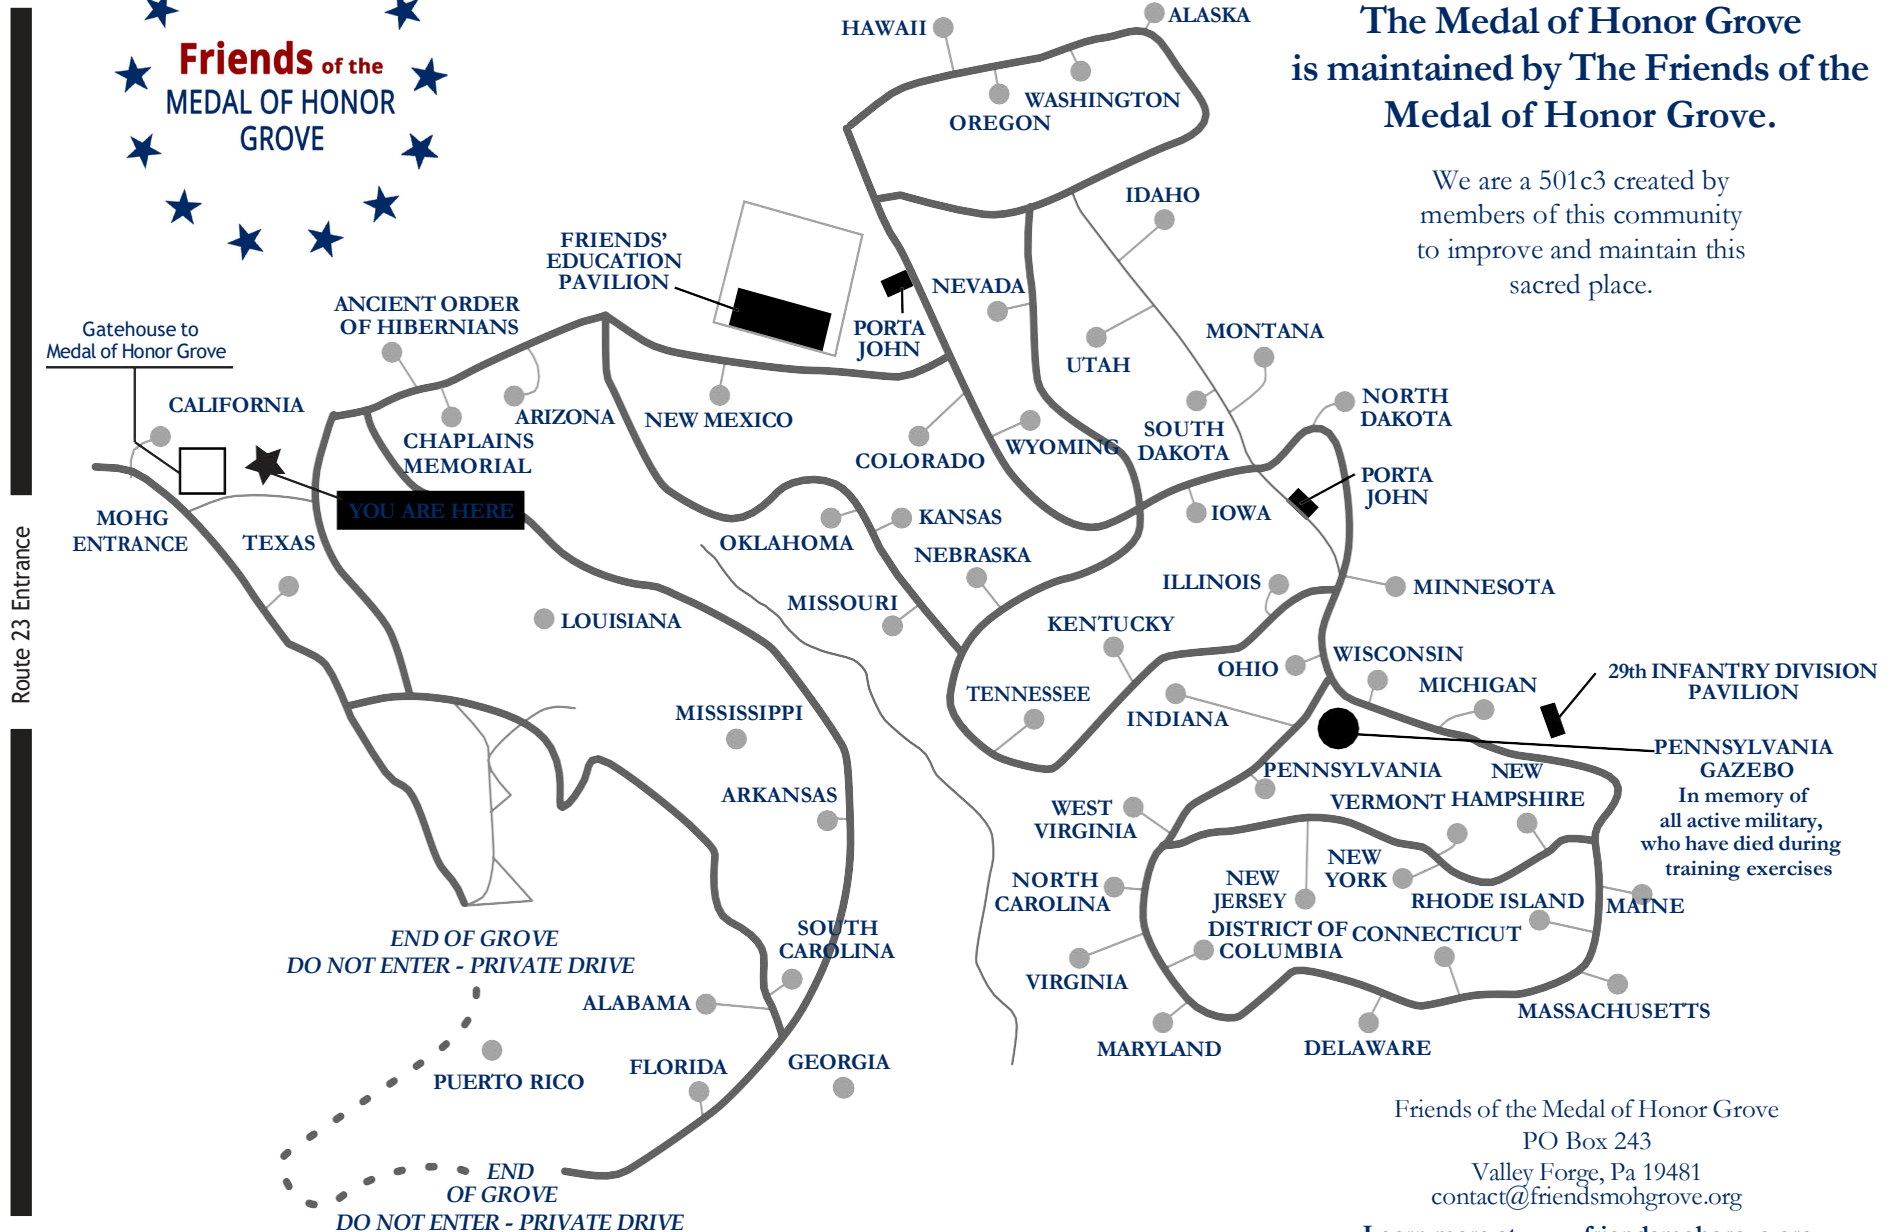 Friends of the
MEDAL OF HONOR
GROVE
The Medal of Honor Grove
is maintained by The Friends of the
Medal of Honor Grove.
We are a 501c3 created by
members of this community
to improve and maintain this
sacred place.
HAWAII
ALASKA
WASHINGTON
OREGON
IDAHO
FRIENDS’
EDUCATION
PAVILION
NEVADA
PORTA
JOHN
ANCIENT ORDER
OF HIBERNIANS
Gatehouse to
Medal of Honor Grove
UTAH
MONTANA
CALIFORNIA
ARIZONA
NEW MEXICO
CHAPLAINS
MEMORIAL
COLORADO
WYOMING
SOUTH
DAKOTA
NORTH
DAKOTA
PORTA
JOHN
YOU ARE HERE
MOHG
ENTRANCE
TEXAS
Route 23 Entrance
OKLAHOMA
KANSAS
NEBRASKA
IOWA
MISSOURI
ILLINOIS
MINNESOTA
LOUISIANA
KENTUCKY
OHIO
WISCONSIN
MICHIGAN
29th INFANTRY DIVISION
PAVILION
TENNESSEE
INDIANA
MISSISSIPPI
PENNSYLVANIA
GAZEBO
In memory of
all active military,
who have died during
training exercises
PENNSYLVANIA
NEW
HAMPSHIRE
VERMONT
ARKANSAS
WEST
VIRGINIA
NEW
YORK
NORTH
CAROLINA
NEW
JERSEY
RHODE ISLAND
MAINE
SOUTH
CAROLINA
DISTRICT OF
COLUMBIA
CONNECTICUT
END OF GROVE
DO NOT ENTER - PRIVATE DRIVE
VIRGINIA
ALABAMA
MASSACHUSETTS
MARYLAND
DELAWARE
PUERTO RICO
FLORIDA
GEORGIA
END
OF GROVE
DO NOT ENTER - PRIVATE DRIVE
Friends of the Medal of Honor Grove
PO Box 243
Valley Forge, Pa 19481
contact@friendsmohgrove.org